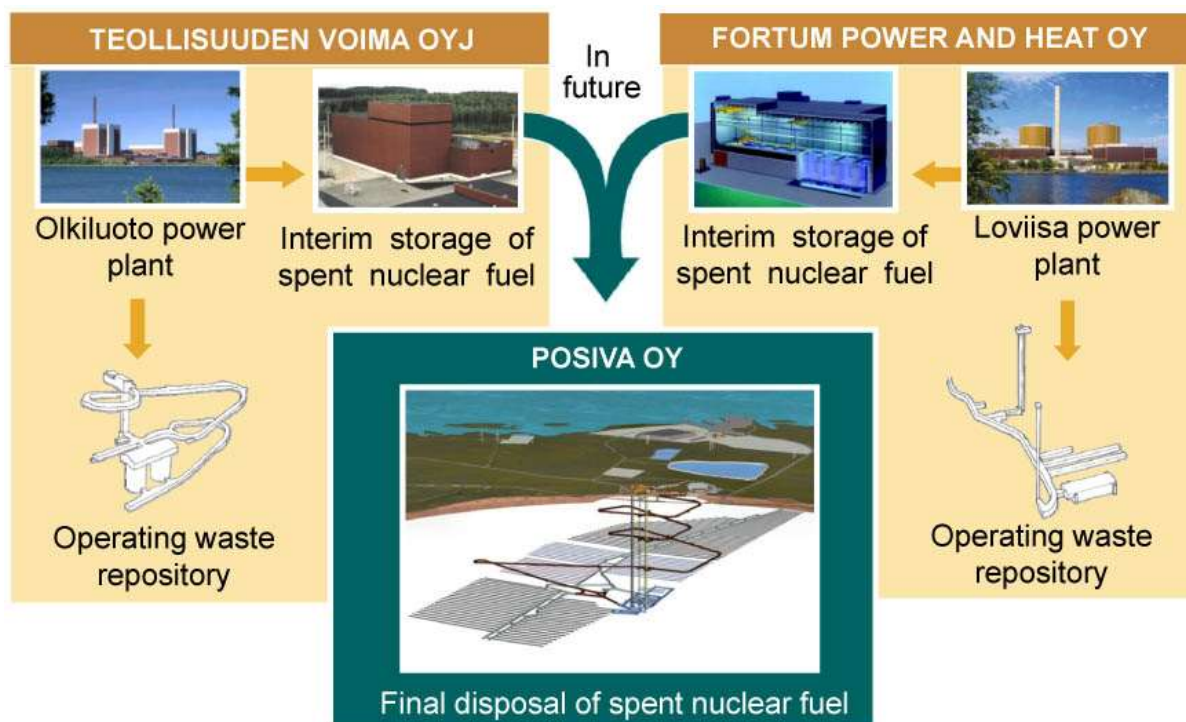 TEOLLISUUDEN VOIMA OYJ
Olkiluoto power
plant
Interim storage of
spent nuclear fuel
Operating waste
repository
In
future
FORTUM POWER AND HEAT OY
Interim storage of
spent nuclear fuel
Loviisa power
plant
Operating waste
repository
POSIVA OY
Final disposal of spent nuclear fuel